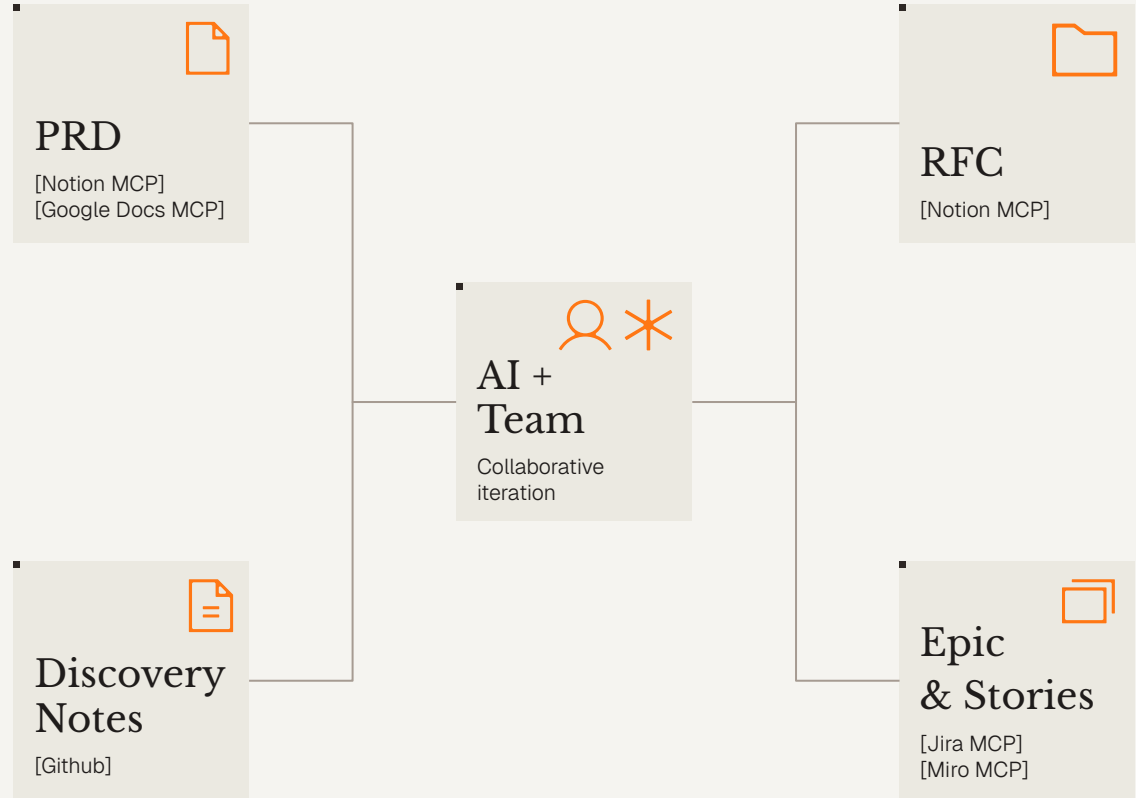 PRD
[Notion MCP]
[Google Docs MCP]
RFC
[Notion MCP]
AI +
Team
Collaborative
iteration
Discovery
Notes
[Github]
Epic
& Stories
[Jira MCP]
[Miro MCP]